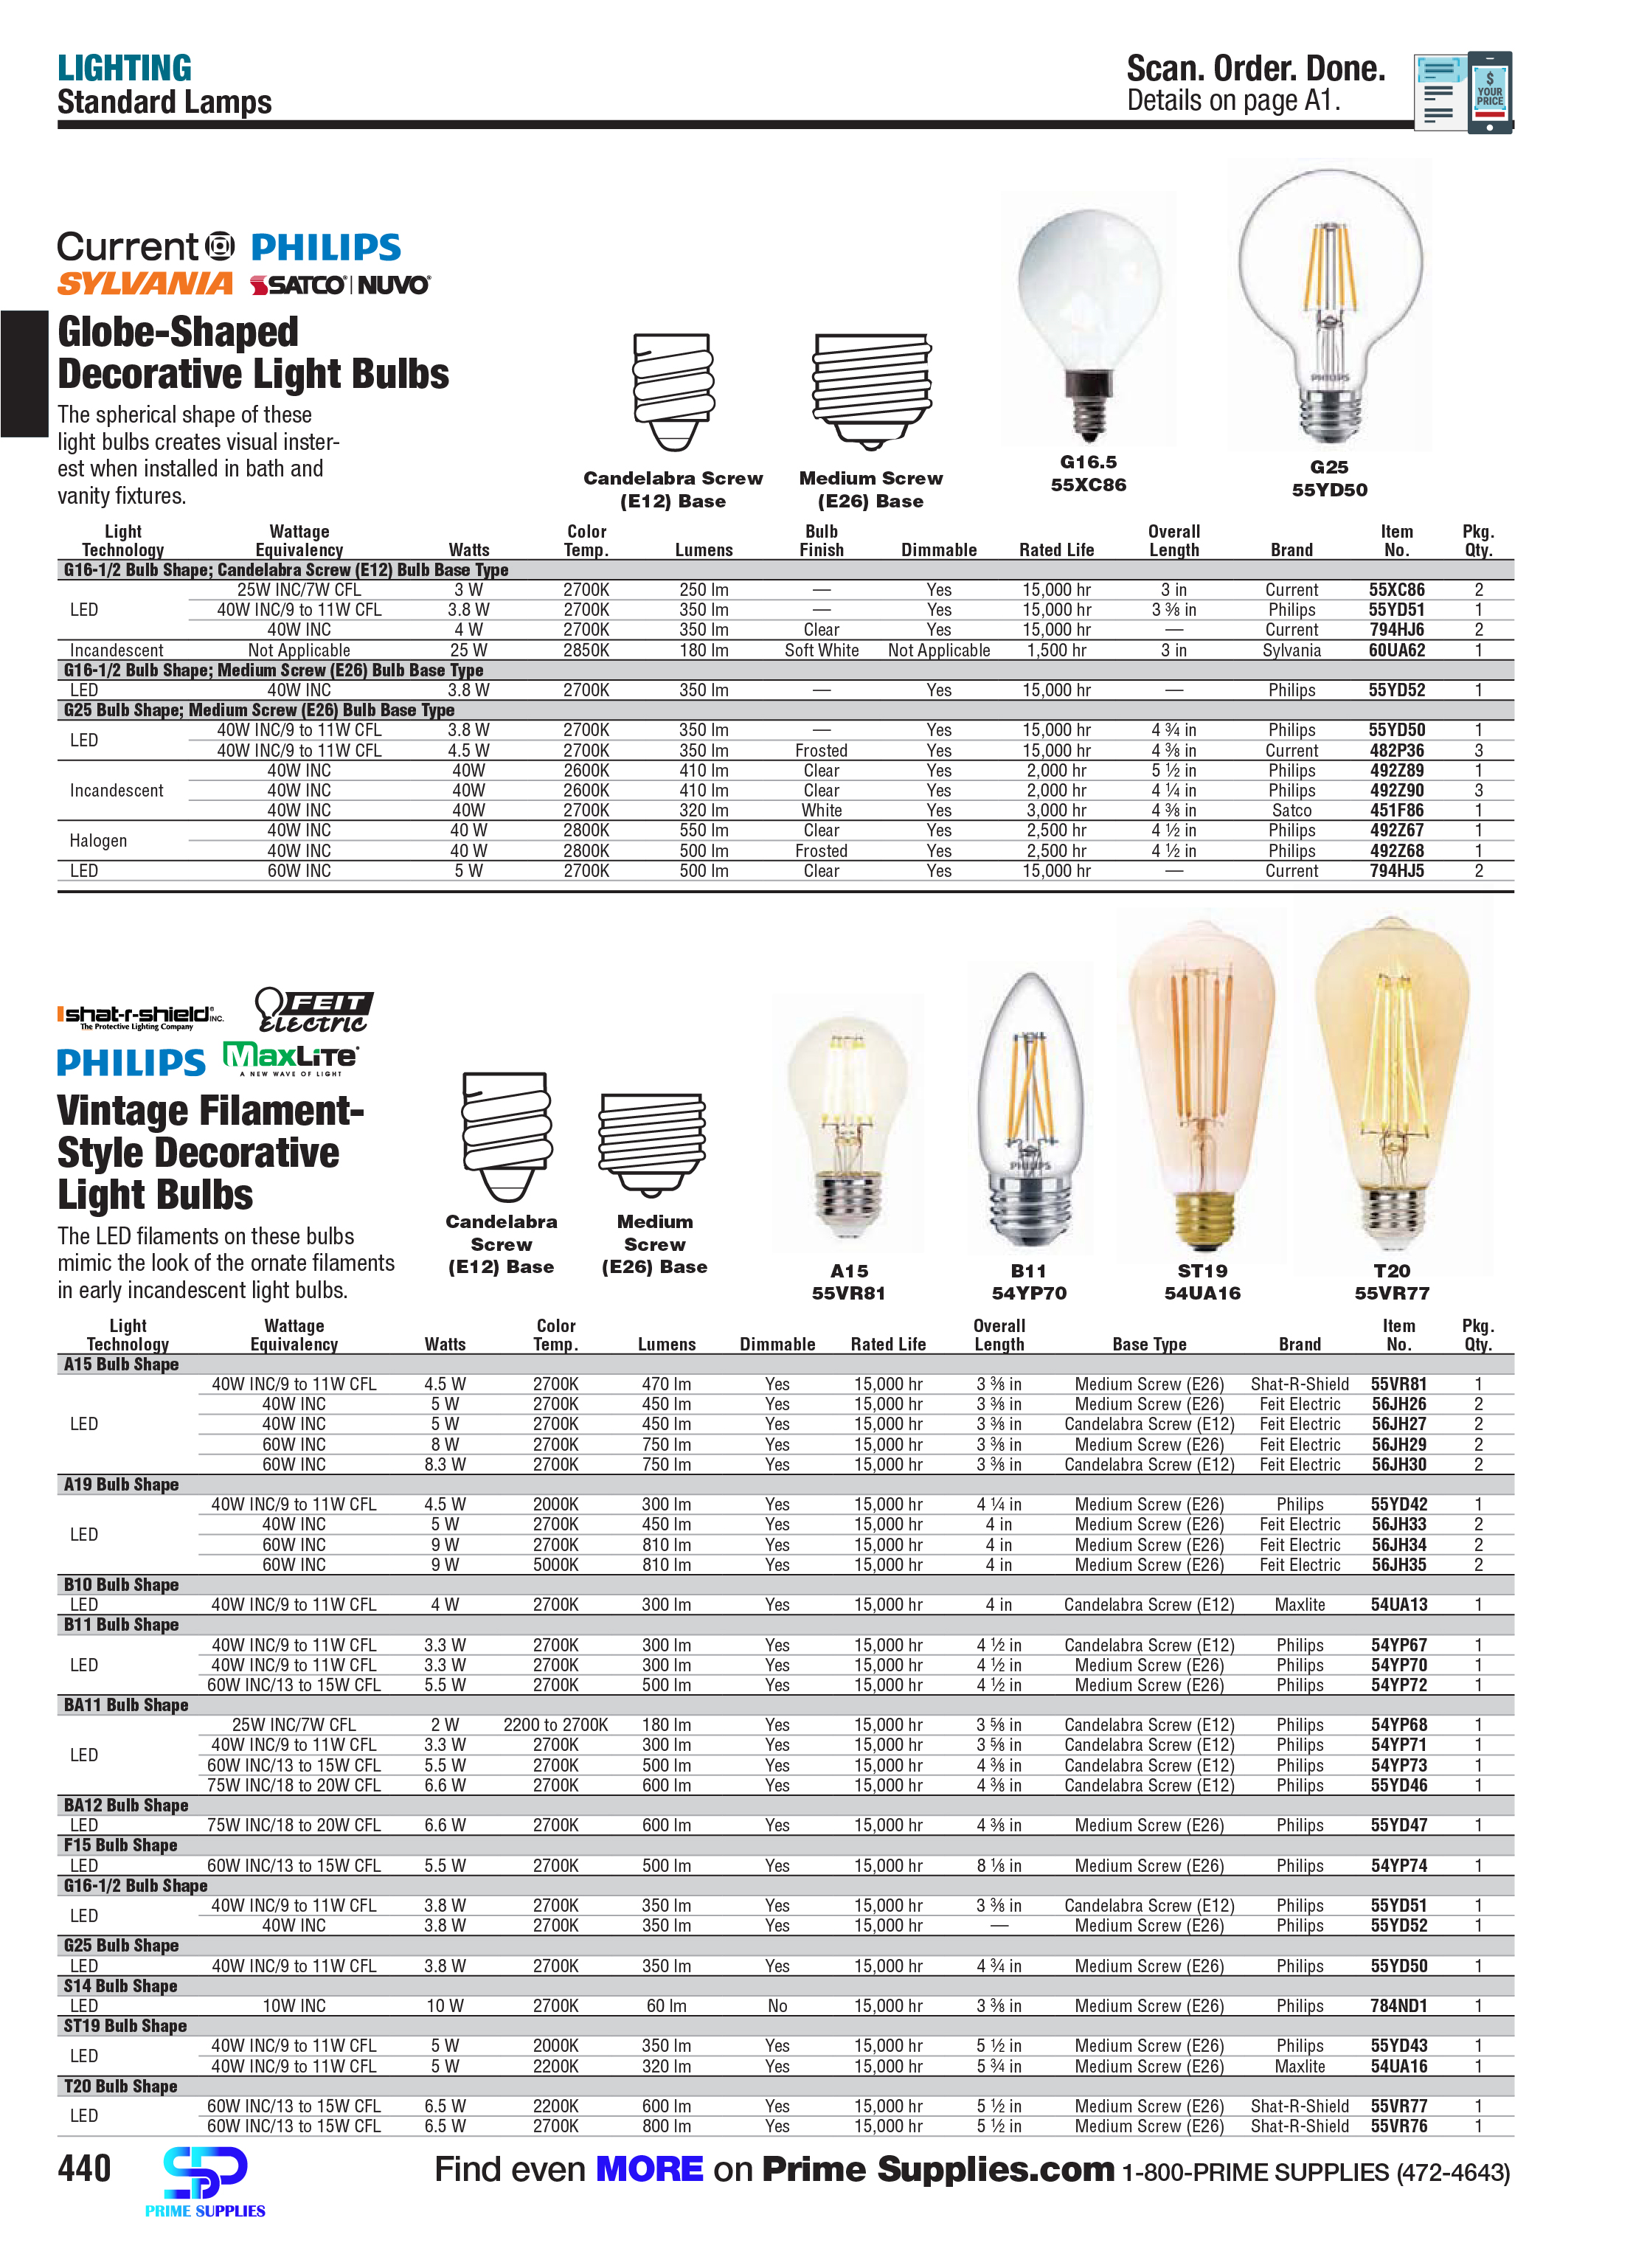 LIGHTING
Standard Lamps
Scan. Order. Done.
Details on page A1.
$
YOUR
PRICE
Current PHILIPS
SYLVANIA SATCO® | NUVO®
Globe-Shaped
Decorative Light Bulbs
The spherical shape of these
light bulbs creates visual inster-
est when installed in bath and
vanity fixtures.
Candelabra Screw
(E12) Base
Medium Screw
(E26) Base
G16.5
55XC86
PHILIPS
G25
55YD50
Light Technology Wattage Equivalency Watts Color Temp. Lumens Bulb Finish Dimmable Rated Life Overall Length Brand Item No. Pkg. Qty.
G16-1/2 Bulb Shape; Candelabra Screw (E12) Bulb Base Type
LED 25W INC/7W CFL 3 W 2700K 250 lm — Yes 15,000 hr 3 in Current 55XC86 2
40W INC/9 to 11W CFL 3.8 W 2700K 350 lm — Yes 15,000 hr 3 ⅜ in Philips 55YD51 1
40W INC 4 W 2700K 350 lm Clear Yes 15,000 hr — Current 794HJ6 2
Incandescent Not Applicable 25 W 2850K 180 lm Soft White Not Applicable 1,500 hr 3 in Sylvania 60UA62 1
G16-1/2 Bulb Shape; Medium Screw (E26) Bulb Base Type
LED 40W INC 3.8 W 2700K 350 lm — Yes 15,000 hr — Philips 55YD52 1
G25 Bulb Shape; Medium Screw (E26) Bulb Base Type
LED 40W INC/9 to 11W CFL 3.8 W 2700K 350 lm — Yes 15,000 hr 4 ¾ in Philips 55YD50 1
40W INC/9 to 11W CFL 4.5 W 2700K 350 lm Frosted Yes 15,000 hr 4 ⅜ in Current 482P36 3
Incandescent 40W INC 40W 2600K 410 lm Clear Yes 2,000 hr 5 ½ in Philips 492Z89 1
40W INC 40W 2600K 410 lm Clear Yes 2,000 hr 4 ¼ in Philips 492Z90 3
40W INC 40W 2700K 320 lm White Yes 3,000 hr 4 ⅜ in Satco 451F86 1
Halogen 40W INC 40 W 2800K 550 lm Clear Yes 2,500 hr 4 ½ in Philips 492Z67 1
40W INC 40 W 2800K 500 lm Frosted Yes 2,500 hr 4 ½ in Philips 492Z68 1
LED 60W INC 5 W 2700K 500 lm Clear Yes 15,000 hr — Current 794HJ5 2
shat-r-shield® INC.
The Protective Lighting Company
FEIT
ELECTRIC
PHILIPS MaxLite®
A NEW WAVE OF LIGHT
Vintage Filament-
Style Decorative
Light Bulbs
The LED filaments on these bulbs
mimic the look of the ornate filaments
in early incandescent light bulbs.
Candelabra
Screw
(E12) Base
Medium
Screw
(E26) Base
A15
55VR81
PHILIPS
B11
54YP70
ST19
54UA16
T20
55VR77
Light Technology Wattage Equivalency Watts Color Temp. Lumens Dimmable Rated Life Overall Length Base Type Brand Item No. Pkg. Qty.
A15 Bulb Shape
LED 40W INC/9 to 11W CFL 4.5 W 2700K 470 lm Yes 15,000 hr 3 ⅜ in Medium Screw (E26) Shat-R-Shield 55VR81 1
40W INC 5 W 2700K 450 lm Yes 15,000 hr 3 ⅜ in Medium Screw (E26) Feit Electric 56JH26 2
40W INC 5 W 2700K 450 lm Yes 15,000 hr 3 ⅜ in Candelabra Screw (E12) Feit Electric 56JH27 2
60W INC 8 W 2700K 750 lm Yes 15,000 hr 3 ⅜ in Medium Screw (E26) Feit Electric 56JH29 2
60W INC 8.3 W 2700K 750 lm Yes 15,000 hr 3 ⅜ in Candelabra Screw (E12) Feit Electric 56JH30 2
A19 Bulb Shape
LED 40W INC/9 to 11W CFL 4.5 W 2000K 300 lm Yes 15,000 hr 4 ¼ in Medium Screw (E26) Philips 55YD42 1
40W INC 5 W 2700K 450 lm Yes 15,000 hr 4 in Medium Screw (E26) Feit Electric 56JH33 2
60W INC 9 W 2700K 810 lm Yes 15,000 hr 4 in Medium Screw (E26) Feit Electric 56JH34 2
60W INC 9 W 5000K 810 lm Yes 15,000 hr 4 in Medium Screw (E26) Feit Electric 56JH35 2
B10 Bulb Shape
LED 40W INC/9 to 11W CFL 4 W 2700K 300 lm Yes 15,000 hr 4 in Candelabra Screw (E12) Maxlite 54UA13 1
B11 Bulb Shape
LED 40W INC/9 to 11W CFL 3.3 W 2700K 300 lm Yes 15,000 hr 4 ½ in Candelabra Screw (E12) Philips 54YP67 1
40W INC/9 to 11W CFL 3.3 W 2700K 300 lm Yes 15,000 hr 4 ½ in Medium Screw (E26) Philips 54YP70 1
60W INC/13 to 15W CFL 5.5 W 2700K 500 lm Yes 15,000 hr 4 ½ in Medium Screw (E26) Philips 54YP72 1
BA11 Bulb Shape
LED 25W INC/7W CFL 2 W 2200 to 2700K 180 lm Yes 15,000 hr 3 ⅝ in Candelabra Screw (E12) Philips 54YP68 1
40W INC/9 to 11W CFL 3.3 W 2700K 300 lm Yes 15,000 hr 3 ⅝ in Candelabra Screw (E12) Philips 54YP71 1
60W INC/13 to 15W CFL 5.5 W 2700K 500 lm Yes 15,000 hr 4 ⅜ in Candelabra Screw (E12) Philips 54YP73 1
75W INC/18 to 20W CFL 6.6 W 2700K 600 lm Yes 15,000 hr 4 ⅜ in Candelabra Screw (E12) Philips 55YD46 1
BA12 Bulb Shape
LED 75W INC/18 to 20W CFL 6.6 W 2700K 600 lm Yes 15,000 hr 4 ⅜ in Medium Screw (E26) Philips 55YD47 1
F15 Bulb Shape
LED 60W INC/13 to 15W CFL 5.5 W 2700K 500 lm Yes 15,000 hr 8 ⅛ in Medium Screw (E26) Philips 54YP74 1
G16-1/2 Bulb Shape
LED 40W INC/9 to 11W CFL 3.8 W 2700K 350 lm Yes 15,000 hr 3 ⅜ in Candelabra Screw (E12) Philips 55YD51 1
40W INC 3.8 W 2700K 350 lm Yes 15,000 hr — Medium Screw (E26) Philips 55YD52 1
G25 Bulb Shape
LED 40W INC/9 to 11W CFL 3.8 W 2700K 350 lm Yes 15,000 hr 4 ¾ in Medium Screw (E26) Philips 55YD50 1
S14 Bulb Shape
LED 10W INC 10 W 2700K 60 lm No 15,000 hr 3 ⅜ in Medium Screw (E26) Philips 784ND1 1
ST19 Bulb Shape
LED 40W INC/9 to 11W CFL 5 W 2000K 350 lm Yes 15,000 hr 5 ½ in Medium Screw (E26) Philips 55YD43 1
40W INC/9 to 11W CFL 5 W 2200K 320 lm Yes 15,000 hr 5 ¾ in Medium Screw (E26) Maxlite 54UA16 1
T20 Bulb Shape
LED 60W INC/13 to 15W CFL 6.5 W 2200K 600 lm Yes 15,000 hr 5 ½ in Medium Screw (E26) Shat-R-Shield 55VR77 1
60W INC/13 to 15W CFL 6.5 W 2700K 800 lm Yes 15,000 hr 5 ½ in Medium Screw (E26) Shat-R-Shield 55VR76 1
440
PRIME SUPPLIES
Find even MORE on Prime Supplies.com 1-800-PRIME SUPPLIES (472-4643)